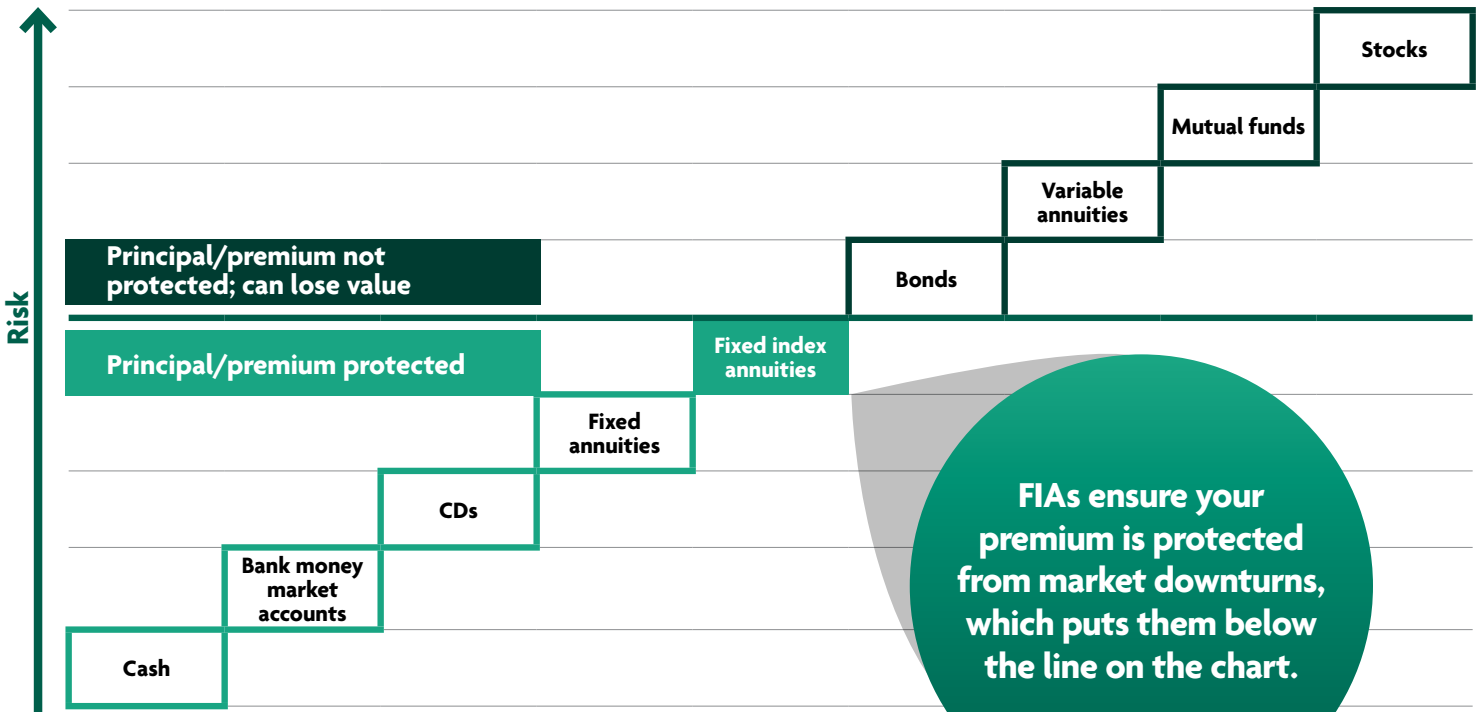 Stocks
Mutual funds
Variable
annuities
Principal/premium not
protected; can lose value
Bonds
Risk
Principal/premium protected
Fixed index
annuities
Fixed
annuities
CDs
Bank money
market
accounts
Cash
FIAs ensure your
premium is protected
from market downturns,
which puts them below
the line on the chart.